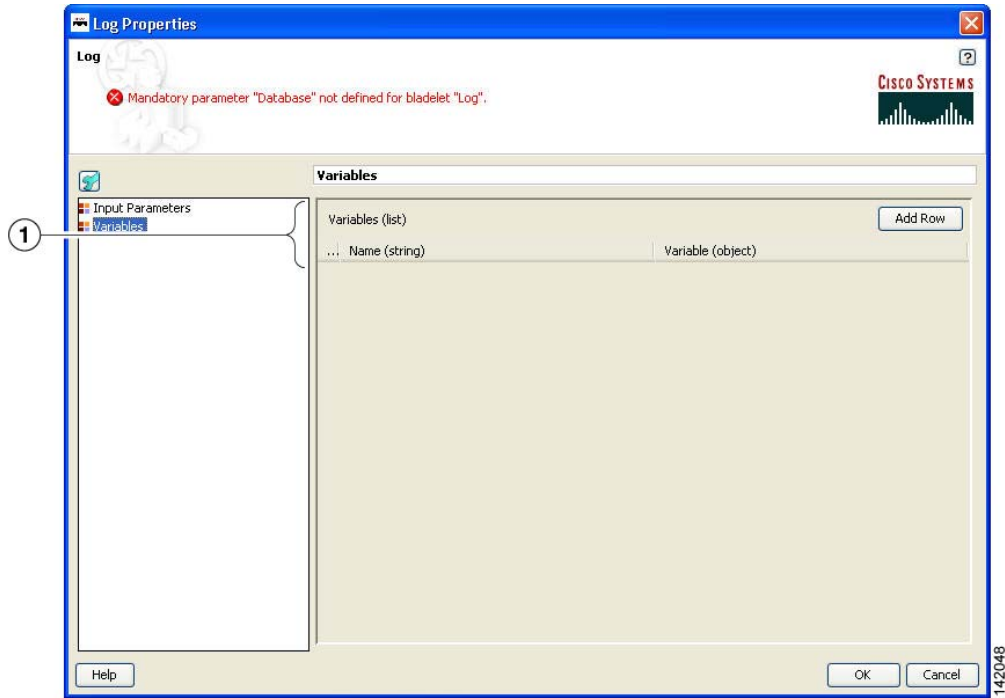 Log Properties
Log
?
Mandatory parameter "Database" not defined for bladelet "Log".
CISCO SYSTEMS
Variables
Input Parameters
Variables
1
Variables (list)
Add Row
... Name (string) Variable (object)
Help
OK
Cancel
142048